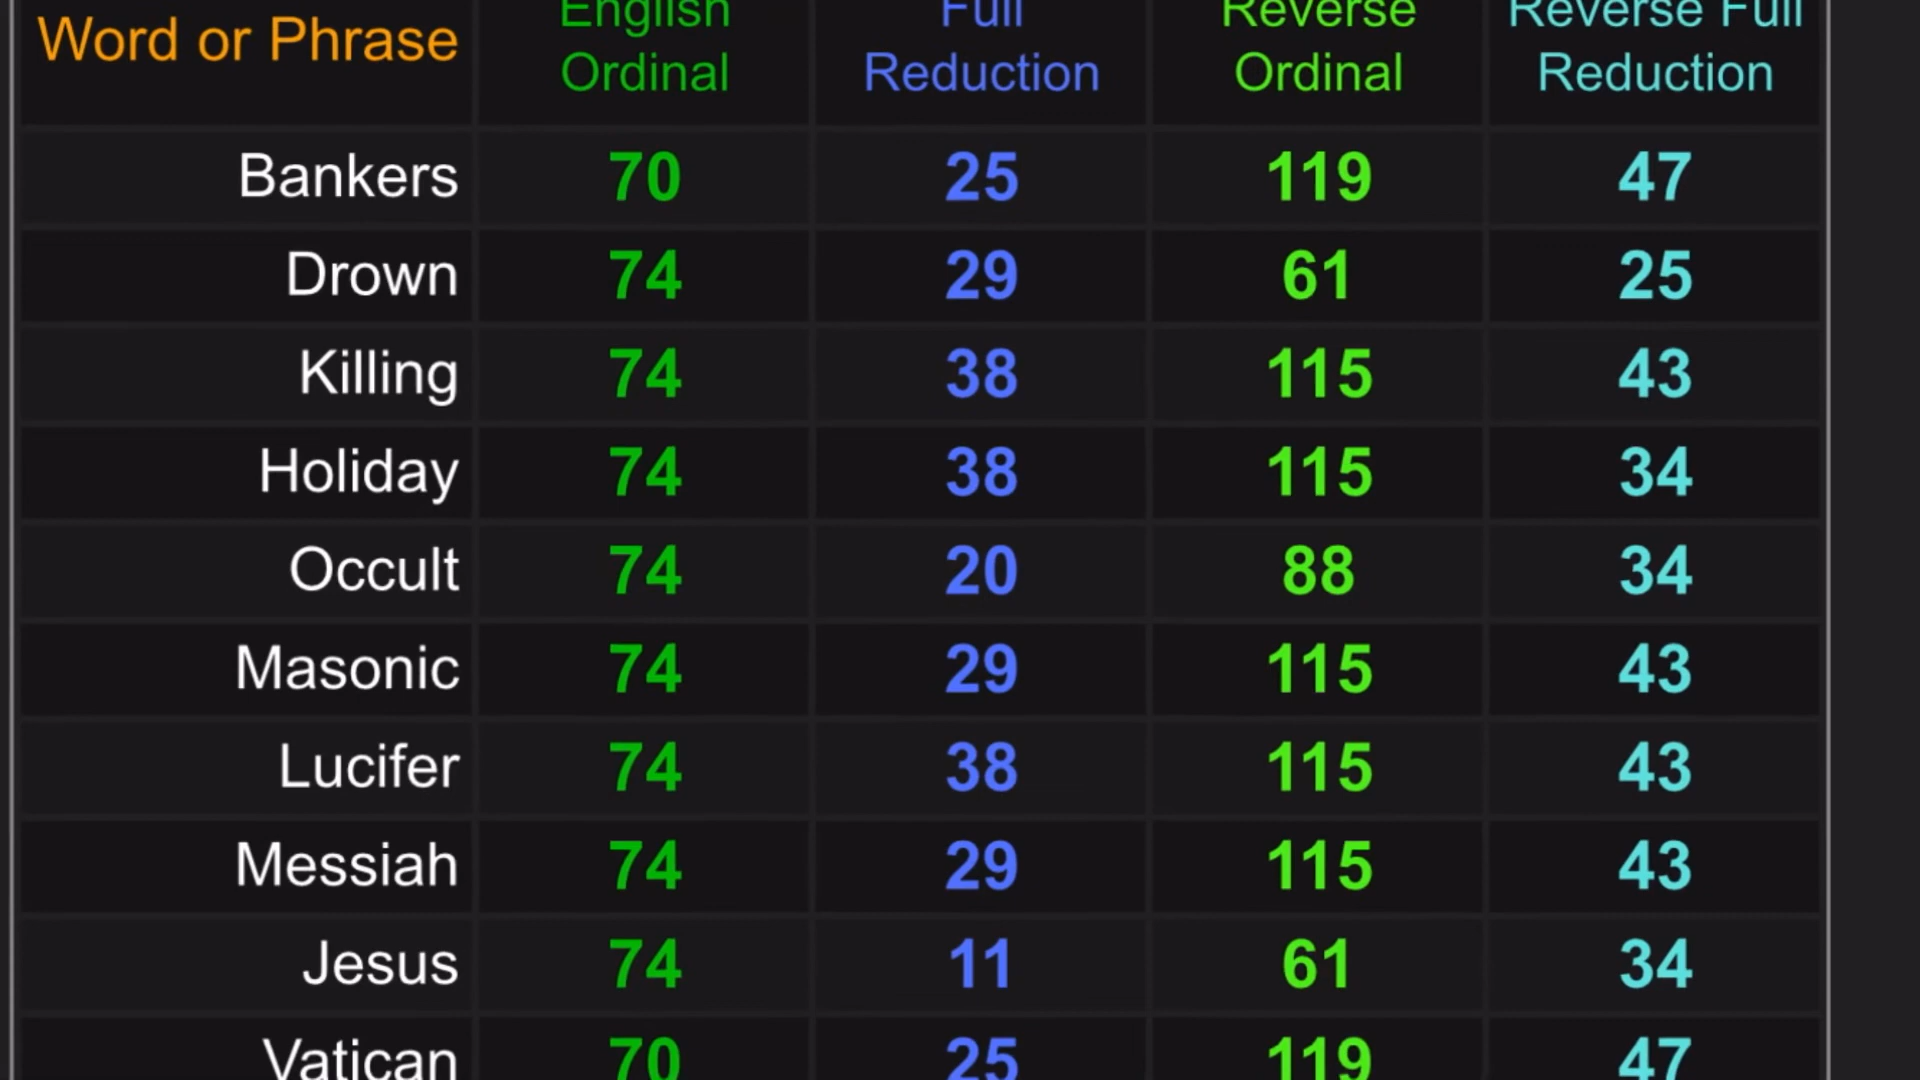 Word or Phrase English Ordinal Full Reduction Reverse Ordinal Reverse Full Reduction
Bankers 70 25 119 47
Drown 74 29 61 25
Killing 74 38 115 43
Holiday 74 38 115 34
Occult 74 20 88 34
Masonic 74 29 115 43
Lucifer 74 38 115 43
Messiah 74 29 115 43
Jesus 74 11 61 34
Vatican 70 25 119 47